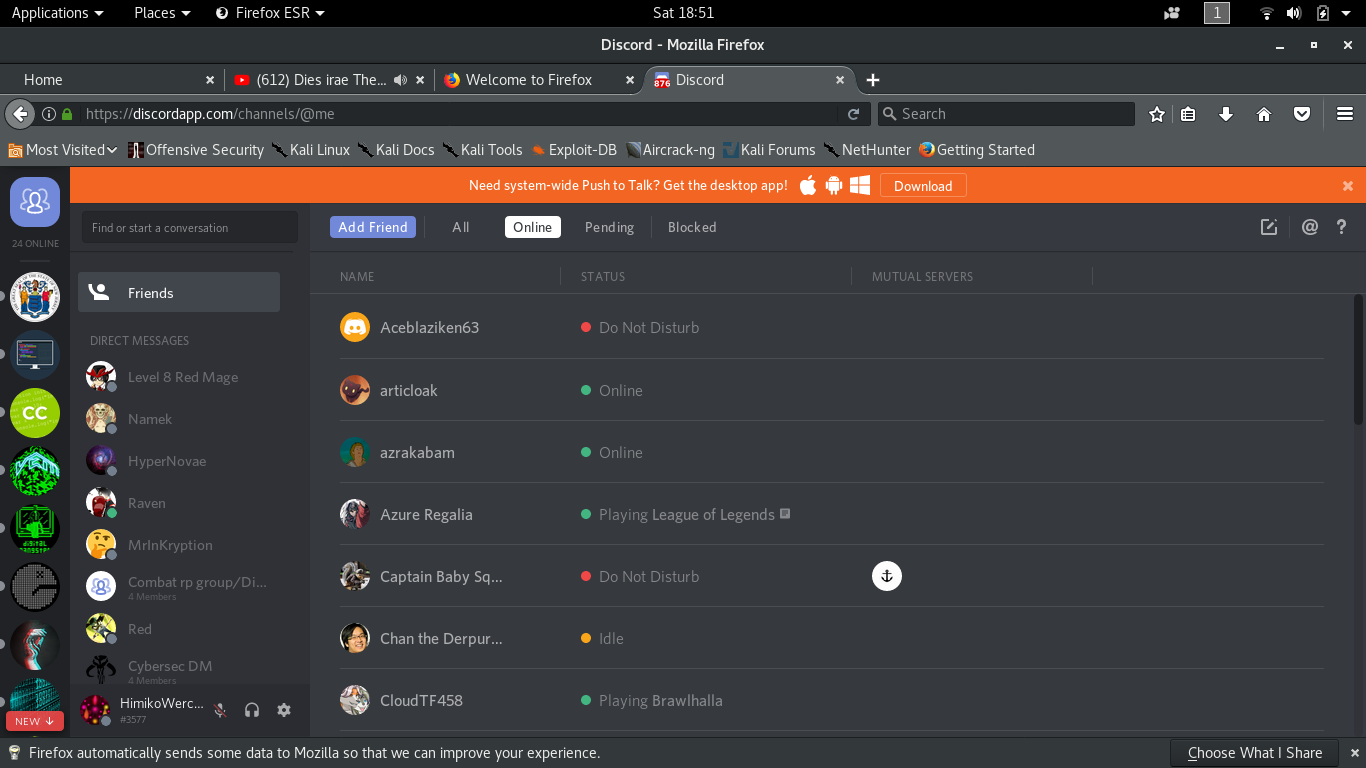 Applications Places Firefox ESR Sat 18:51 1
Discord - Mozilla Firefox
Home (612) Dies irae The... Welcome to Firefox 876 Discord
https://discordapp.com/channels/@me Search
Most Visited Offensive Security Kali Linux Kali Docs Kali Tools Exploit-DB Aircrack-ng Kali Forums NetHunter Getting Started
Need system-wide Push to Talk? Get the desktop app! Download
Find or start a conversation Add Friend All Online Pending Blocked @ ?
24 ONLINE
NAME STATUS MUTUAL SERVERS
Friends
Aceblaziken63 Do Not Disturb
DIRECT MESSAGES
Level 8 Red Mage
articloak Online
Namek
CC
azrakabam Online
HyperNovae
Raven
Azure Regalia Playing League of Legends
DIGITAL GANGSTER
MrInKryption
Captain Baby Sq... Do Not Disturb
Combat rp group/Di...
4 Members
Red
Chan the Derpur... Idle
Cybersec DM
4 Members
CloudTF458 Playing Brawlhalla
HimikoWerc...
#3577
NEW ↓
Firefox automatically sends some data to Mozilla so that we can improve your experience. Choose What I Share